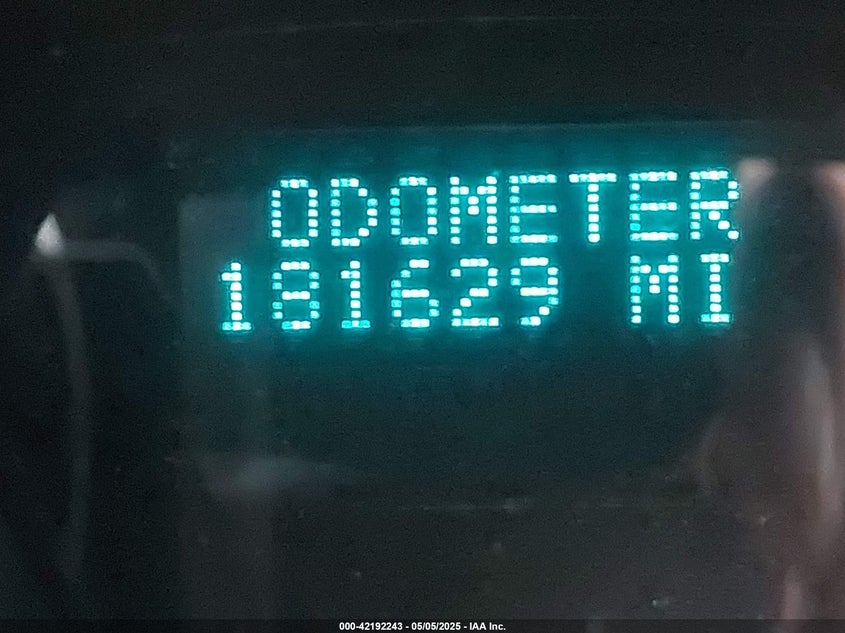 ODOMETER
181629 MI
000-42192243 - 05/05/2025 - IAA Inc.